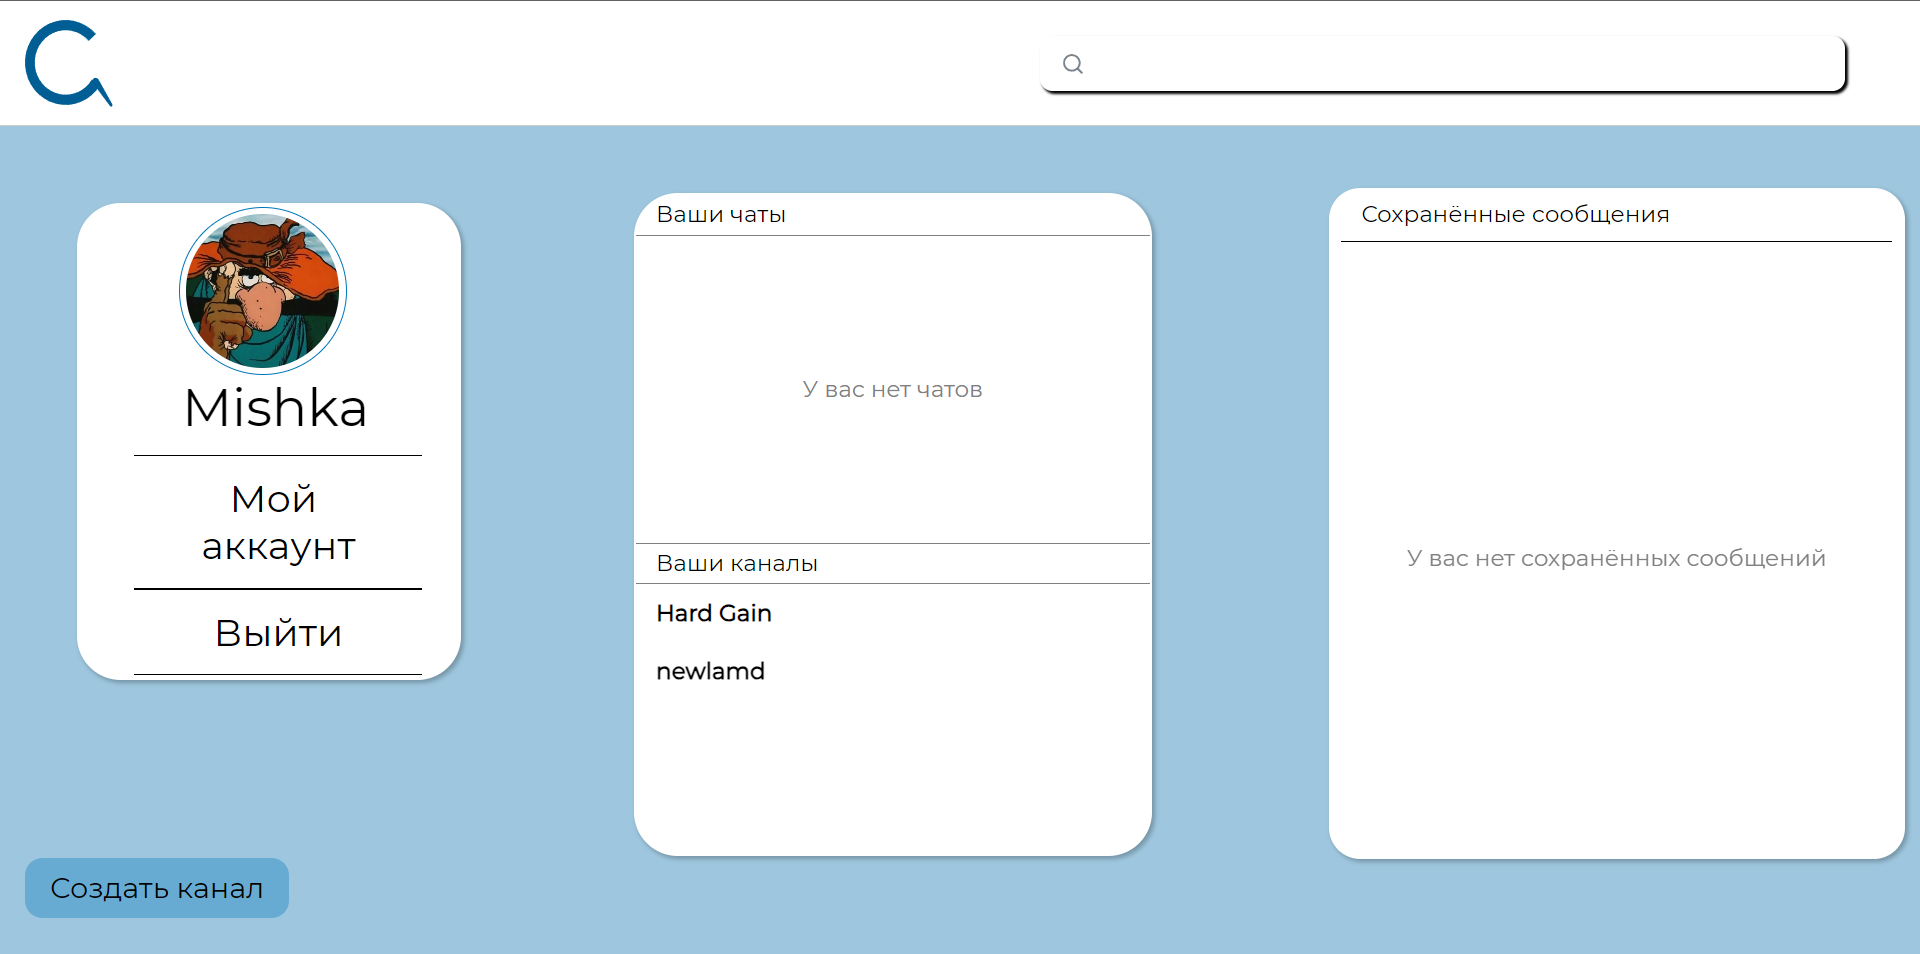 Mishka
Мой
аккаунт
Выйти
Создать канал
Ваши чаты
У вас нет чатов
Ваши каналы
Hard Gain
newlamd
Сохранённые сообщения
У вас нет сохранённых сообщений